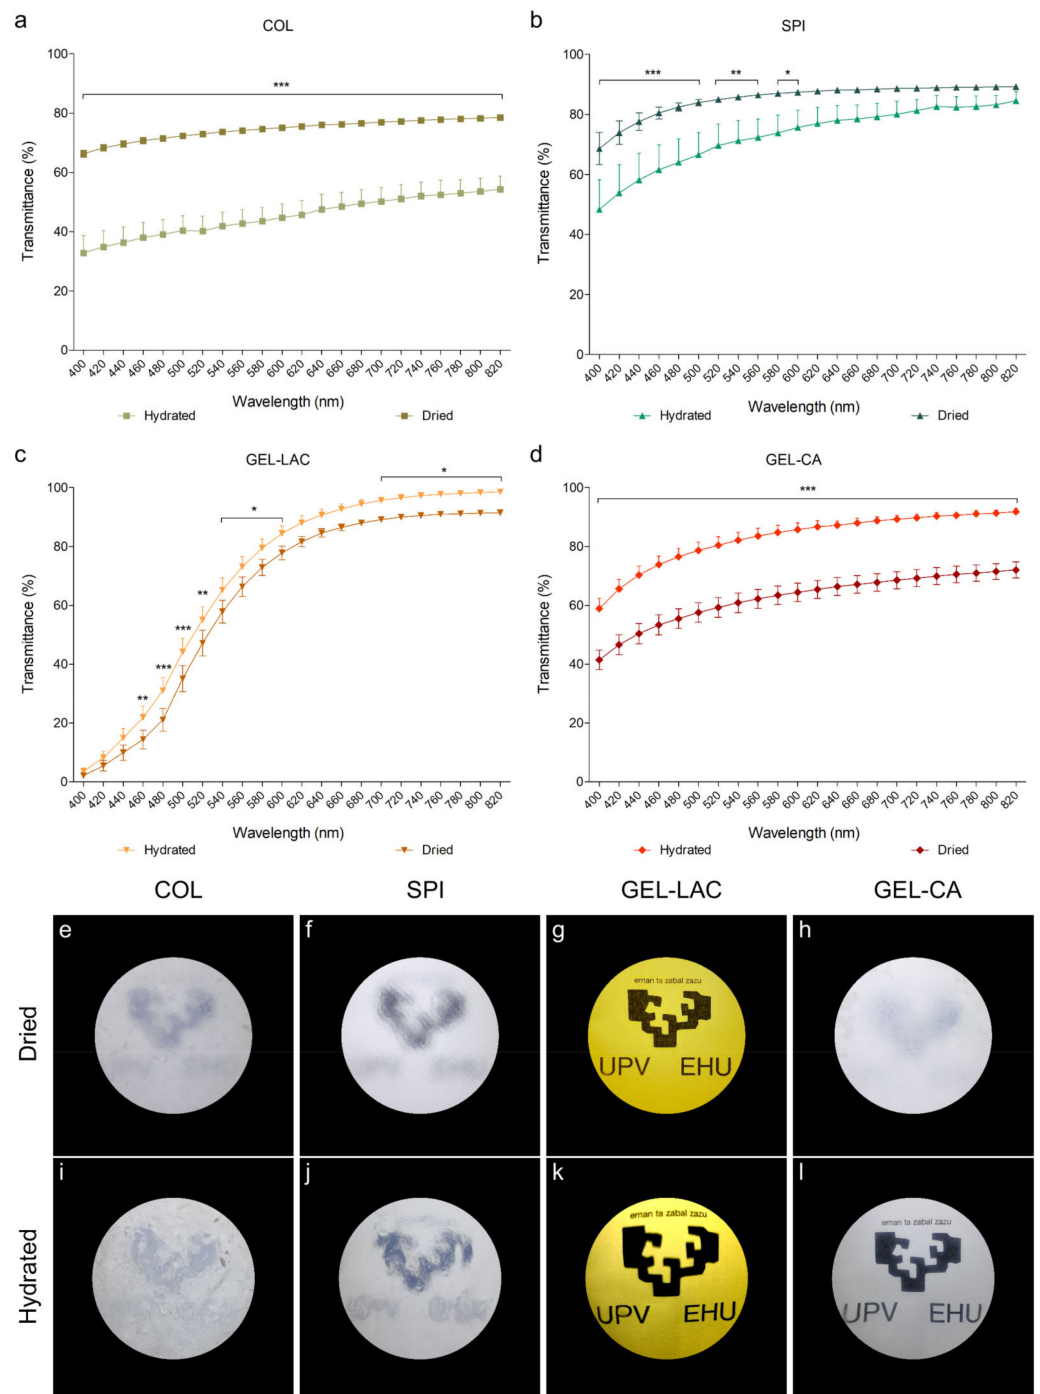 a
COL
100
80
60
40
20
0
Transmittance (%)
***
400 420 440 460 480 500 520 540 560 580 600 620 640 660 680 700 720 740 760 780 800 820
Wavelength (nm)
Hydrated Dried
b
SPI
100
80
60
40
20
0
Transmittance (%)
*** ** *
400 420 440 460 480 500 520 540 560 580 600 620 640 660 680 700 720 740 760 780 800 820
Wavelength (nm)
Hydrated Dried
c
GEL-LAC
100
80
60
40
20
0
Transmittance (%)
** *** *** ** * *
400 420 440 460 480 500 520 540 560 580 600 620 640 660 680 700 720 740 760 780 800 820
Wavelength (nm)
Hydrated Dried
d
GEL-CA
100
80
60
40
20
0
Transmittance (%)
***
400 420 440 460 480 500 520 540 560 580 600 620 640 660 680 700 720 740 760 780 800 820
Wavelength (nm)
Hydrated Dried
COL SPI GEL-LAC GEL-CA
Dried
e
UPV EHU
f
UPV EHU
g
eman ta zabal zazu
UPV EHU
h
Hydrated
i
j
UPV EHU
k
eman ta zabal zazu
UPV EHU
l
eman ta zabal zazu
UPV EHU